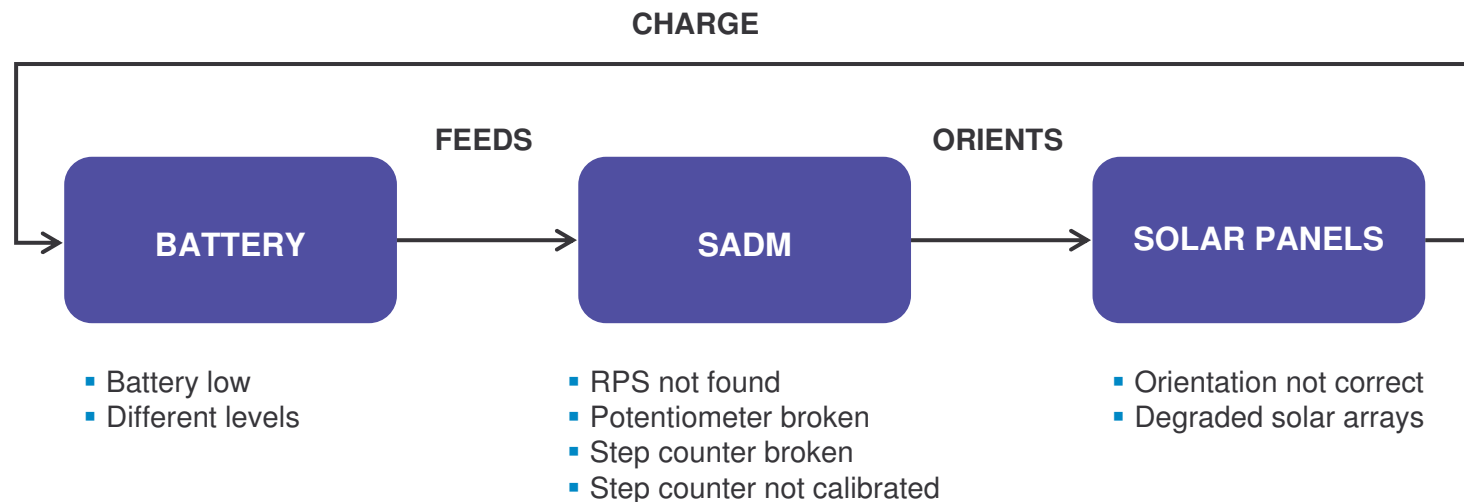 CHARGE
FEEDS
ORIENTS
BATTERY
SADM
SOLAR PANELS
▪ Battery low
▪ Different levels
▪ RPS not found
▪ Potentiometer broken
▪ Step counter broken
▪ Step counter not calibrated
▪ Orientation not correct
▪ Degraded solar arrays